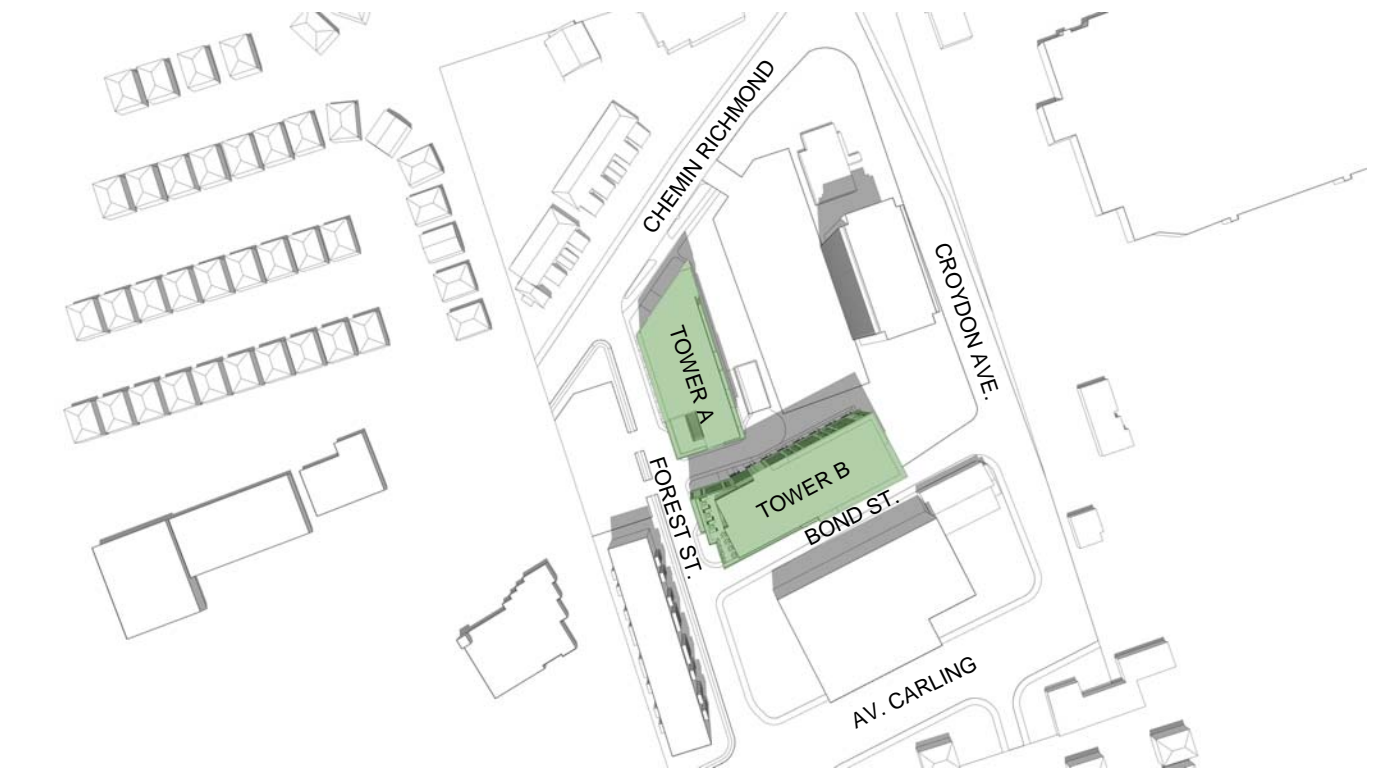 CHEMIN RICHMOND
CROYDON AVE.
TOWER A
TOWER B
FOREST ST.
BOND ST.
AV. CARLING